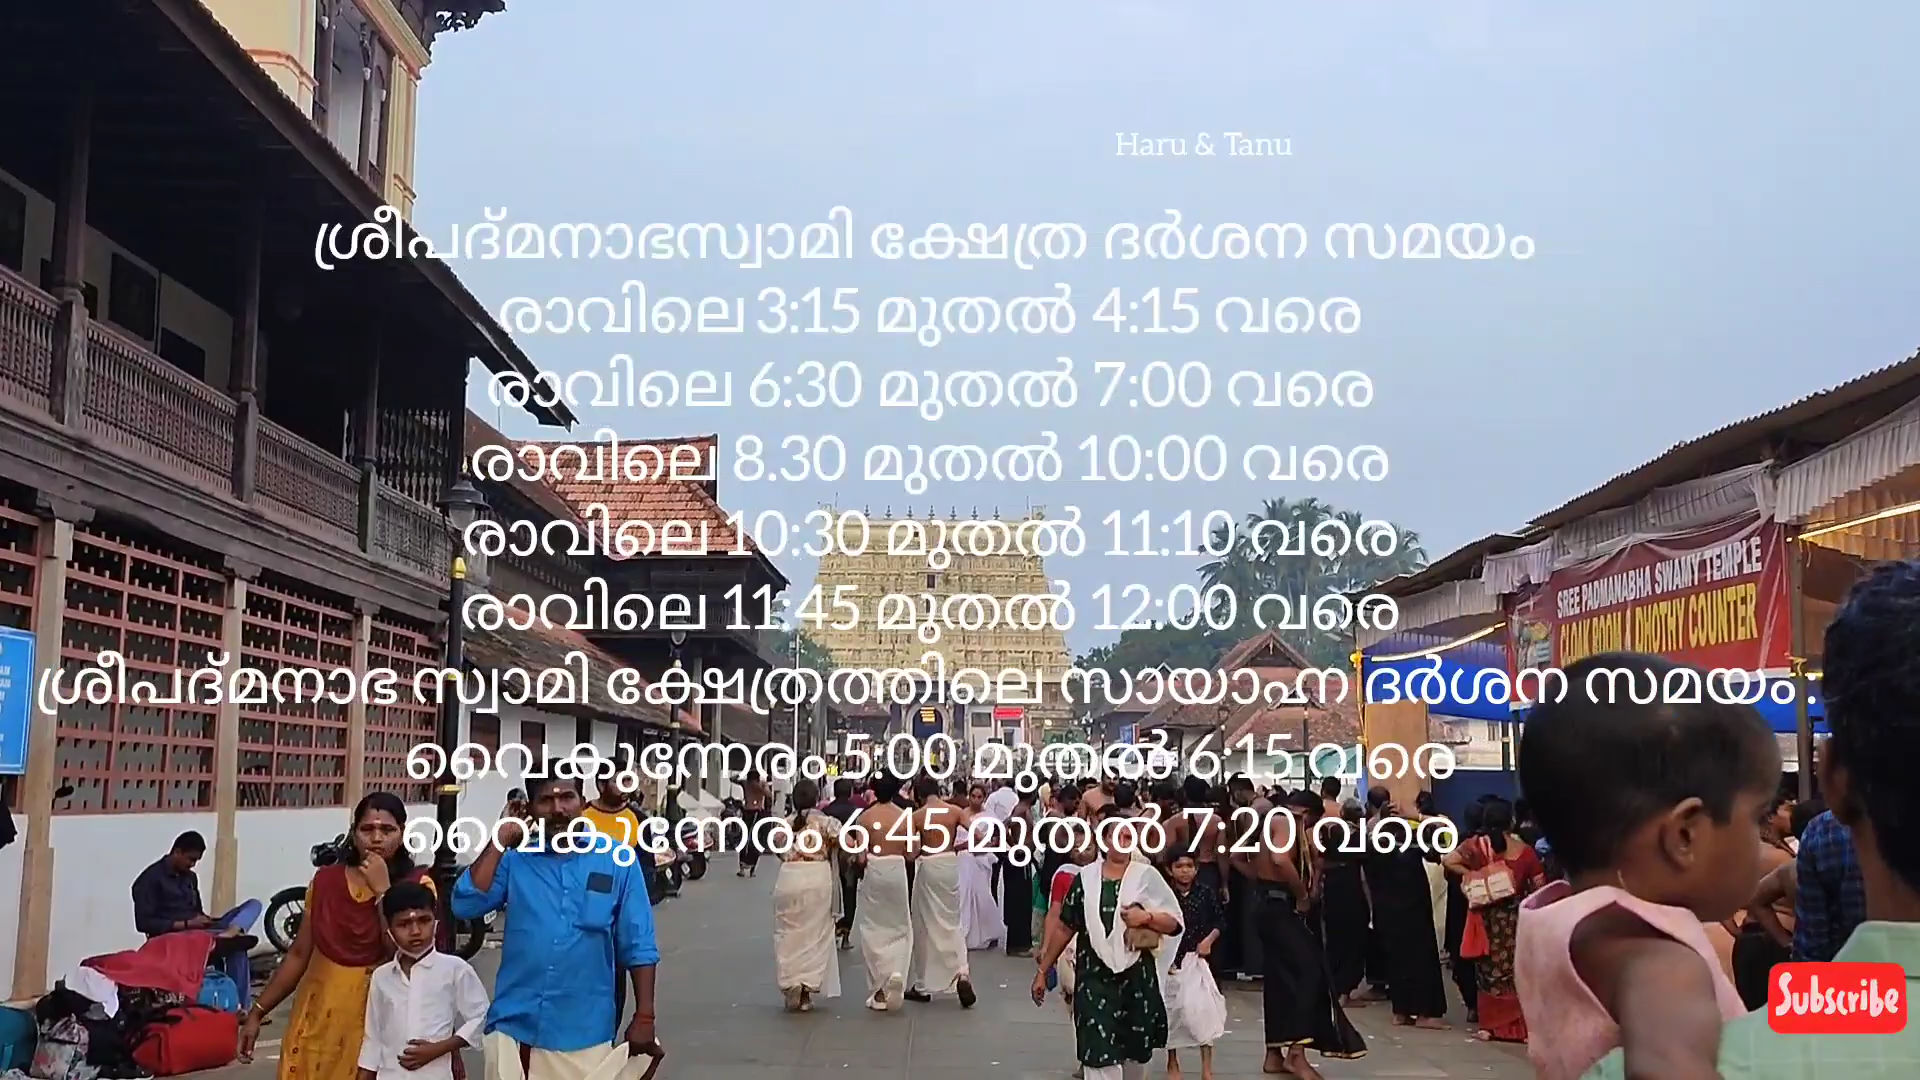 Haru & Tanu
ശ്രീപദ്മനാഭസ്വാമി ക്ഷേത്ര ദർശന സമയം
രാവിലെ 3:15 മുതൽ 4:15 വരെ
രാവിലെ 6:30 മുതൽ 7:00 വരെ
രാവിലെ 8.30 മുതൽ 10:00 വരെ
രാവിലെ 10:30 മുതൽ 11:10 വരെ
രാവിലെ 11:45 മുതൽ 12:00 വരെ
ശ്രീപദ്മനാഭ സ്വാമി ക്ഷേത്രത്തിലെ സായാഹ്ന ദർശന സമയം .
വൈകുന്നേരം 5:00 മുതൽ 6:15 വരെ
വൈകുന്നേരം 6:45 മുതൽ 7:20 വരെ
SREE PADMANABHA SWAMY TEMPLE
CLOAK ROOM & DHOTHY COUNTER
Subscribe